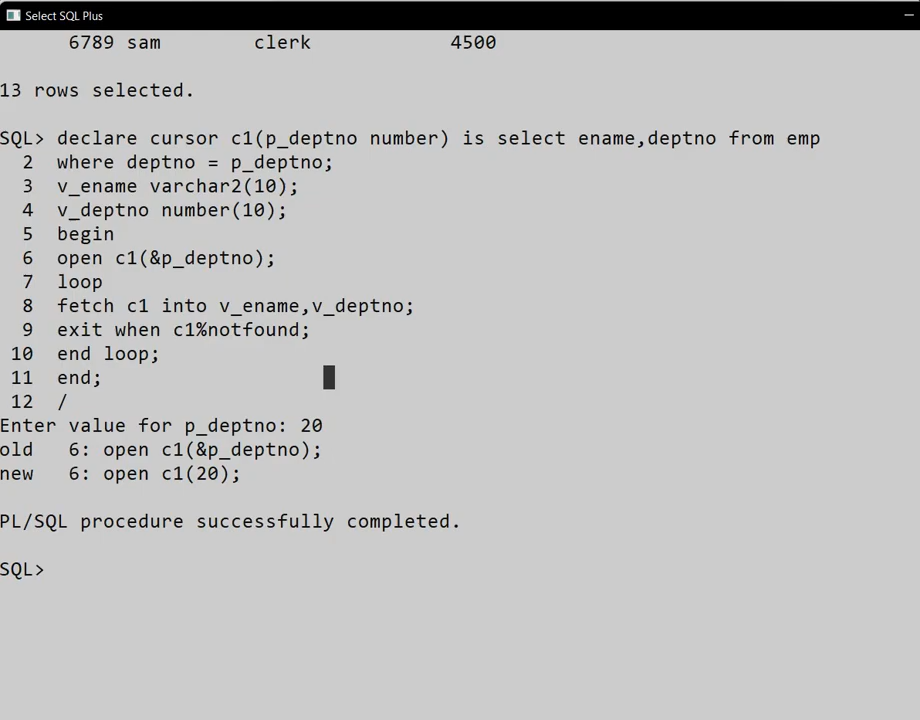 Select SQL Plus
6789 sam clerk 4500
13 rows selected.
SQL> declare cursor c1(p_deptno number) is select ename,deptno from emp
2 where deptno = p_deptno;
3 v_ename varchar2(10);
4 v_deptno number(10);
5 begin
6 open c1(&p_deptno);
7 loop
8 fetch c1 into v_ename,v_deptno;
9 exit when c1%notfound;
10 end loop;
11 end;
12 /
Enter value for p_deptno: 20
old 6: open c1(&p_deptno);
new 6: open c1(20);
PL/SQL procedure successfully completed.
SQL>